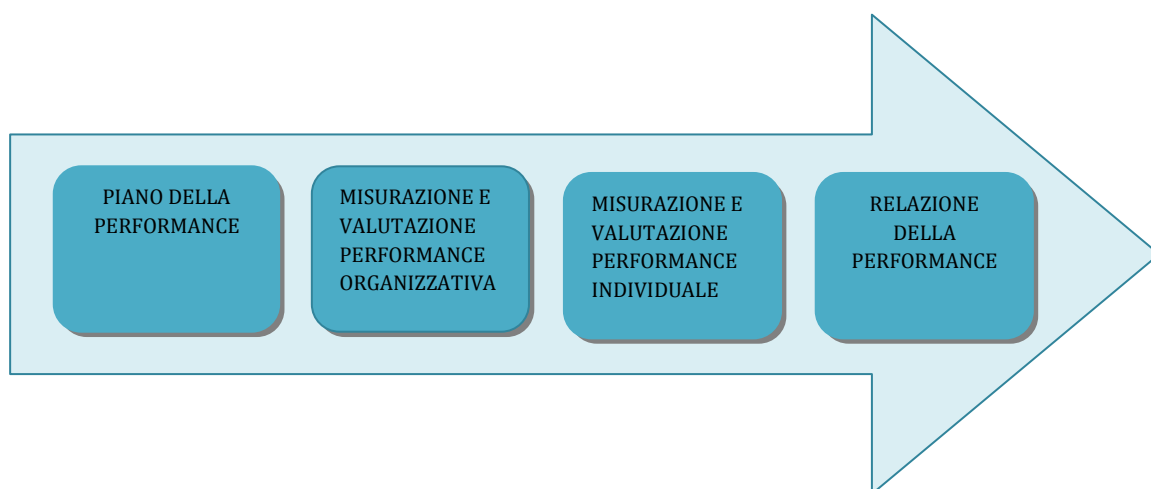 PIANO DELLA
PERFORMANCE
MISURAZIONE E
VALUTAZIONE
PERFORMANCE
ORGANIZZATIVA
MISURAZIONE E
VALUTAZIONE
PERFORMANCE
INDIVIDUALE
RELAZIONE
DELLA
PERFORMANCE